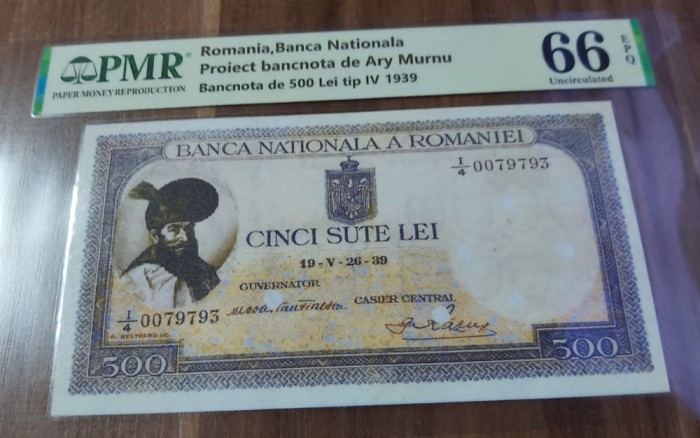 PMR
PAPER MONEY REPRODUCTION
Romania,Banca Nationala
Proiect bancnota de Ary Murnu
Bancnota de 500 Lei tip IV 1939
66
EPQ
Uncirculated
BANCA NATIONALA A ROMANIEI
1/4 0079793
CINCI SUTE LEI
19-V-26-39
GUVERNATOR
CASIER CENTRAL
1/4 0079793
G. BELTRAND.SC.
500
500